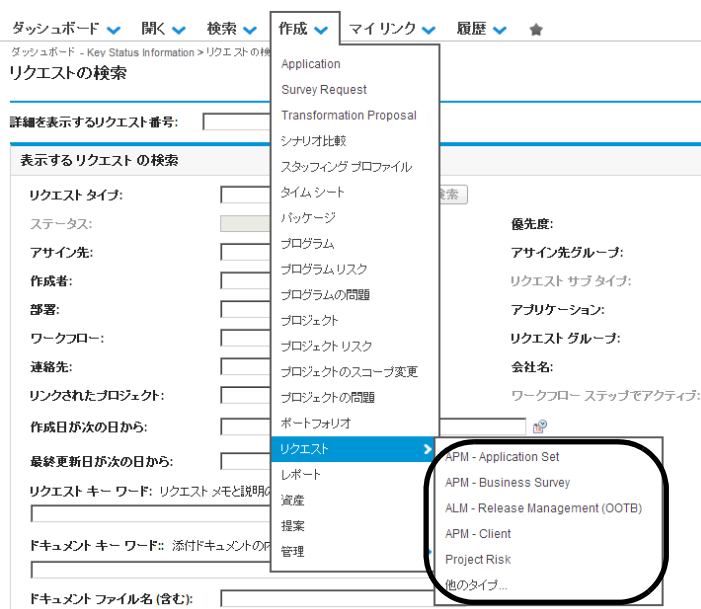 ダッシュボード 開く 検索 作成 マイリンク 履歴
ダッシュボード - Key Status Information > リクエストの検
リクエストの検索
詳細を表示するリクエスト番号:
表示するリクエストの検索
リクエスト タイプ:
検索
ステータス:
優先度:
アサイン先:
アサイン先グループ:
作成者:
リクエスト サブ タイプ:
部署:
アプリケーション:
ワークフロー:
リクエスト グループ:
連絡先:
会社名:
リンクされたプロジェクト:
ワークフロー ステップでアクティブ:
作成日が次の日から:
最終更新日が次の日から:
リクエスト キー ワード: リクエスト メモと説明の
ドキュメント キー ワード:: 添付ドキュメントの
ドキュメント ファイル名 (含む):
Application
Survey Request
Transformation Proposal
シナリオ比較
スタッフィング プロファイル
タイム シート
パッケージ
プログラム
プログラム リスク
プログラムの問題
プロジェクト
プロジェクト リスク
プロジェクトのスコープ変更
プロジェクトの問題
ポートフォリオ
リクエスト
レポート
資産
提案
管理
APM - Application Set
APM - Business Survey
ALM - Release Management (OOTB)
APM - Client
Project Risk
他のタイプ...